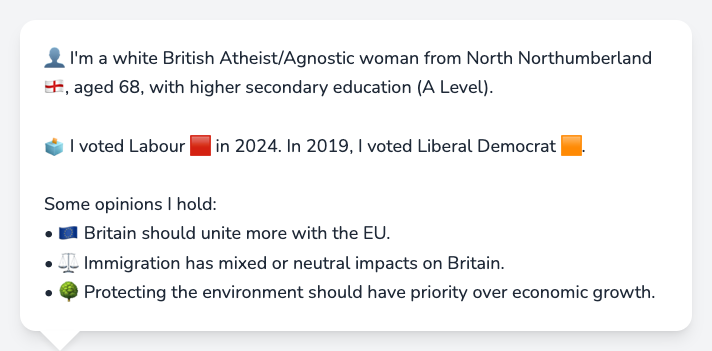 👤 I'm a white British Atheist/Agnostic woman from North Northumberland
🏴󠁧󠁢󠁥󠁮󠁧󠁿, aged 68, with higher secondary education (A Level).
🗳️ I voted Labour 🟥 in 2024. In 2019, I voted Liberal Democrat 🟧.
Some opinions I hold:
• 🇪🇺 Britain should unite more with the EU.
• ⚖️ Immigration has mixed or neutral impacts on Britain.
• 🌳 Protecting the environment should have priority over economic growth.